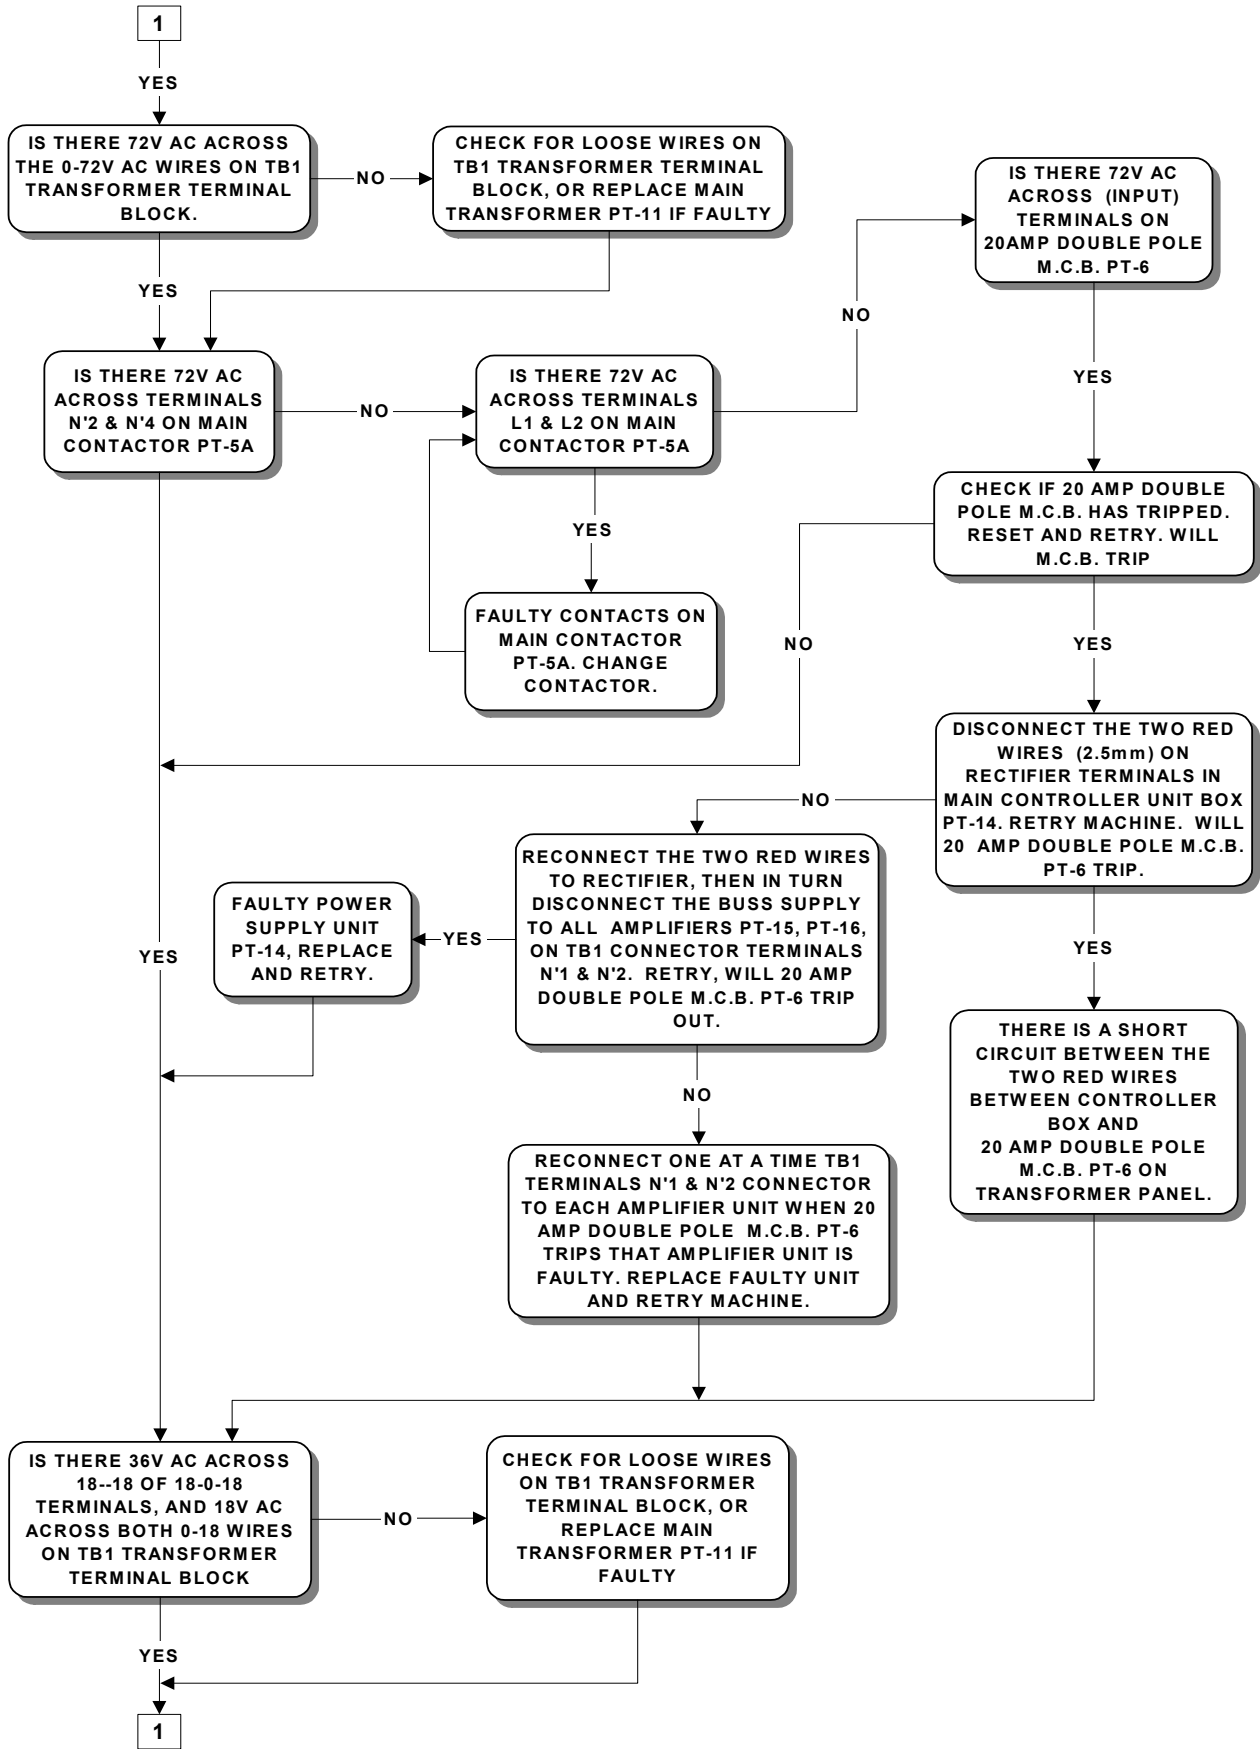 1
YES
IS THERE 72V AC ACROSS
THE 0-72V AC WIRES ON TB1
TRANSFORMER TERMINAL
BLOCK.
NO
CHECK FOR LOOSE WIRES ON
TB1 TRANSFORMER TERMINAL
BLOCK, OR REPLACE MAIN
TRANSFORMER PT-11 IF FAULTY
IS THERE 72V AC
ACROSS (INPUT)
TERMINALS ON
20AMP DOUBLE POLE
M.C.B. PT-6
YES
NO
YES
IS THERE 72V AC
ACROSS TERMINALS
N'2 & N'4 ON MAIN
CONTACTOR PT-5A
NO
IS THERE 72V AC
ACROSS TERMINALS
L1 & L2 ON MAIN
CONTACTOR PT-5A
YES
FAULTY CONTACTS ON
MAIN CONTACTOR
PT-5A. CHANGE
CONTACTOR.
CHECK IF 20 AMP DOUBLE
POLE M.C.B. HAS TRIPPED.
RESET AND RETRY. WILL
M.C.B. TRIP
NO
YES
DISCONNECT THE TWO RED
WIRES (2.5mm) ON
RECTIFIER TERMINALS IN
MAIN CONTROLLER UNIT BOX
PT-14. RETRY MACHINE. WILL
20 AMP DOUBLE POLE M.C.B.
PT-6 TRIP.
NO
RECONNECT THE TWO RED WIRES
TO RECTIFIER, THEN IN TURN
DISCONNECT THE BUSS SUPPLY
TO ALL AMPLIFIERS PT-15, PT-16,
ON TB1 CONNECTOR TERMINALS
N'1 & N'2. RETRY, WILL 20 AMP
DOUBLE POLE M.C.B. PT-6 TRIP
OUT.
YES
FAULTY POWER
SUPPLY UNIT
PT-14, REPLACE
AND RETRY.
YES
YES
THERE IS A SHORT
CIRCUIT BETWEEN THE
TWO RED WIRES
BETWEEN CONTROLLER
BOX AND
20 AMP DOUBLE POLE
M.C.B. PT-6 ON
TRANSFORMER PANEL.
NO
RECONNECT ONE AT A TIME TB1
TERMINALS N'1 & N'2 CONNECTOR
TO EACH AMPLIFIER UNIT WHEN 20
AMP DOUBLE POLE M.C.B. PT-6
TRIPS THAT AMPLIFIER UNIT IS
FAULTY. REPLACE FAULTY UNIT
AND RETRY MACHINE.
IS THERE 36V AC ACROSS
18--18 OF 18-0-18
TERMINALS, AND 18V AC
ACROSS BOTH 0-18 WIRES
ON TB1 TRANSFORMER
TERMINAL BLOCK
NO
CHECK FOR LOOSE WIRES
ON TB1 TRANSFORMER
TERMINAL BLOCK, OR
REPLACE MAIN
TRANSFORMER PT-11 IF
FAULTY
YES
1